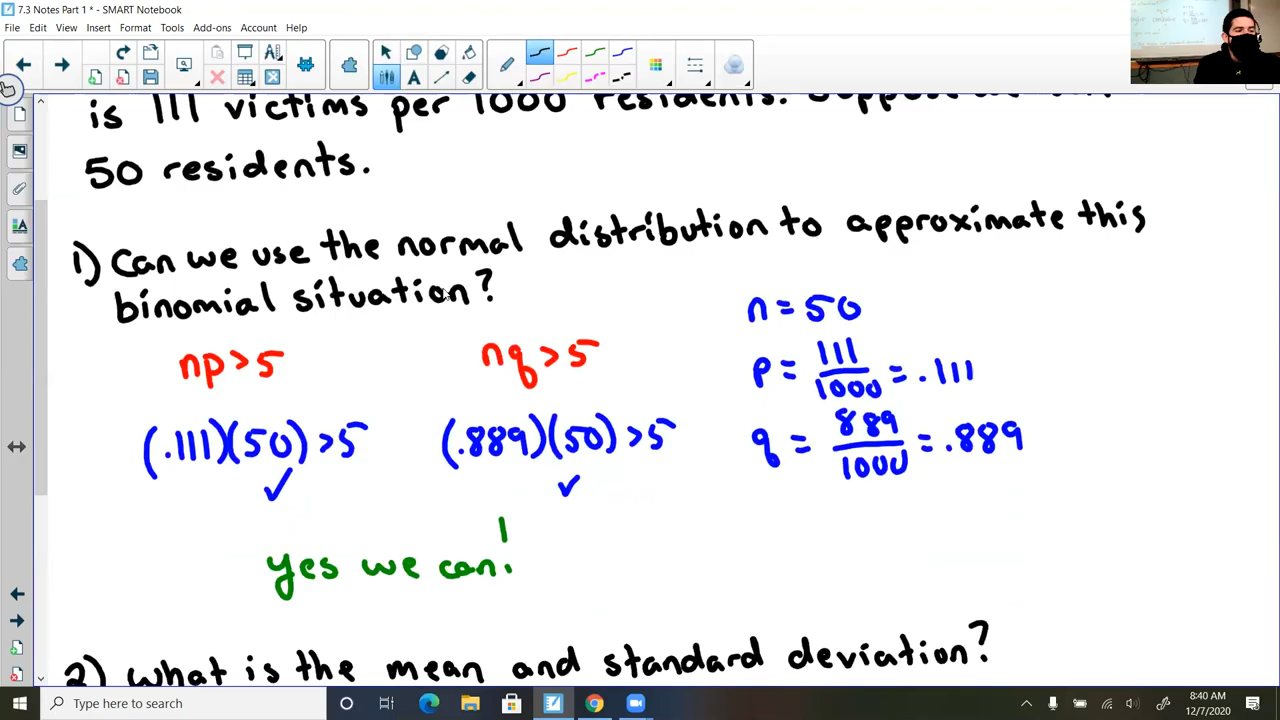 7.3 Notes Part 1 * - SMART Notebook
File Edit View Insert Format Tools Add-ons Account Help
is 111 victims per 1000 residents. Suppose we
50 residents.
1) Can we use the normal distribution to approximate this
binomial situation?
np > 5
nq > 5
(.111)(50) > 5
(.889)(50) > 5
n = 50
p = 111/1000 = .111
q = 889/1000 = .889
yes we can!
2) What is the mean and standard deviation?
Type here to search
8:40 AM
12/7/2020